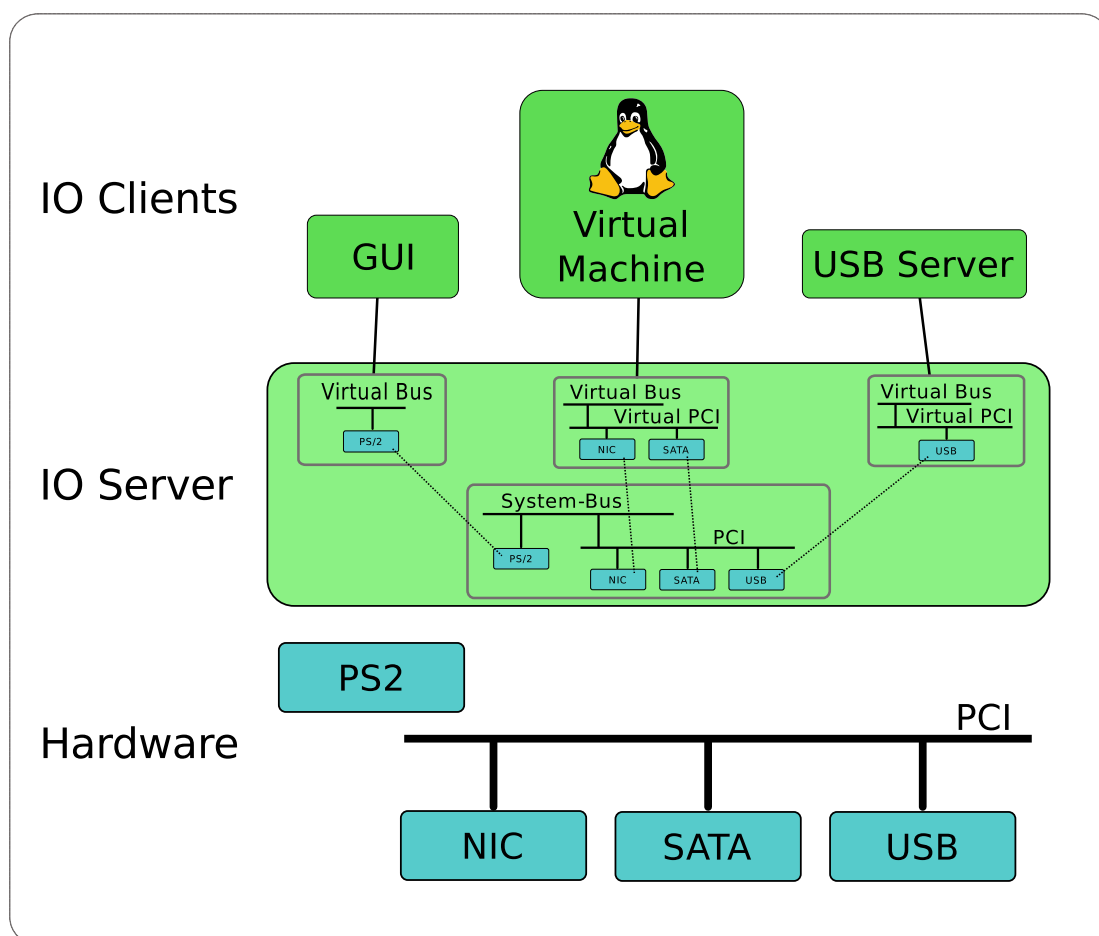 IO Clients
GUI
Virtual
Machine
USB Server
IO Server
Virtual Bus
PS/2
Virtual Bus
Virtual PCI
NIC
SATA
Virtual Bus
Virtual PCI
USB
System-Bus
PCI
PS/2
NIC
SATA
USB
Hardware
PS2
PCI
NIC
SATA
USB